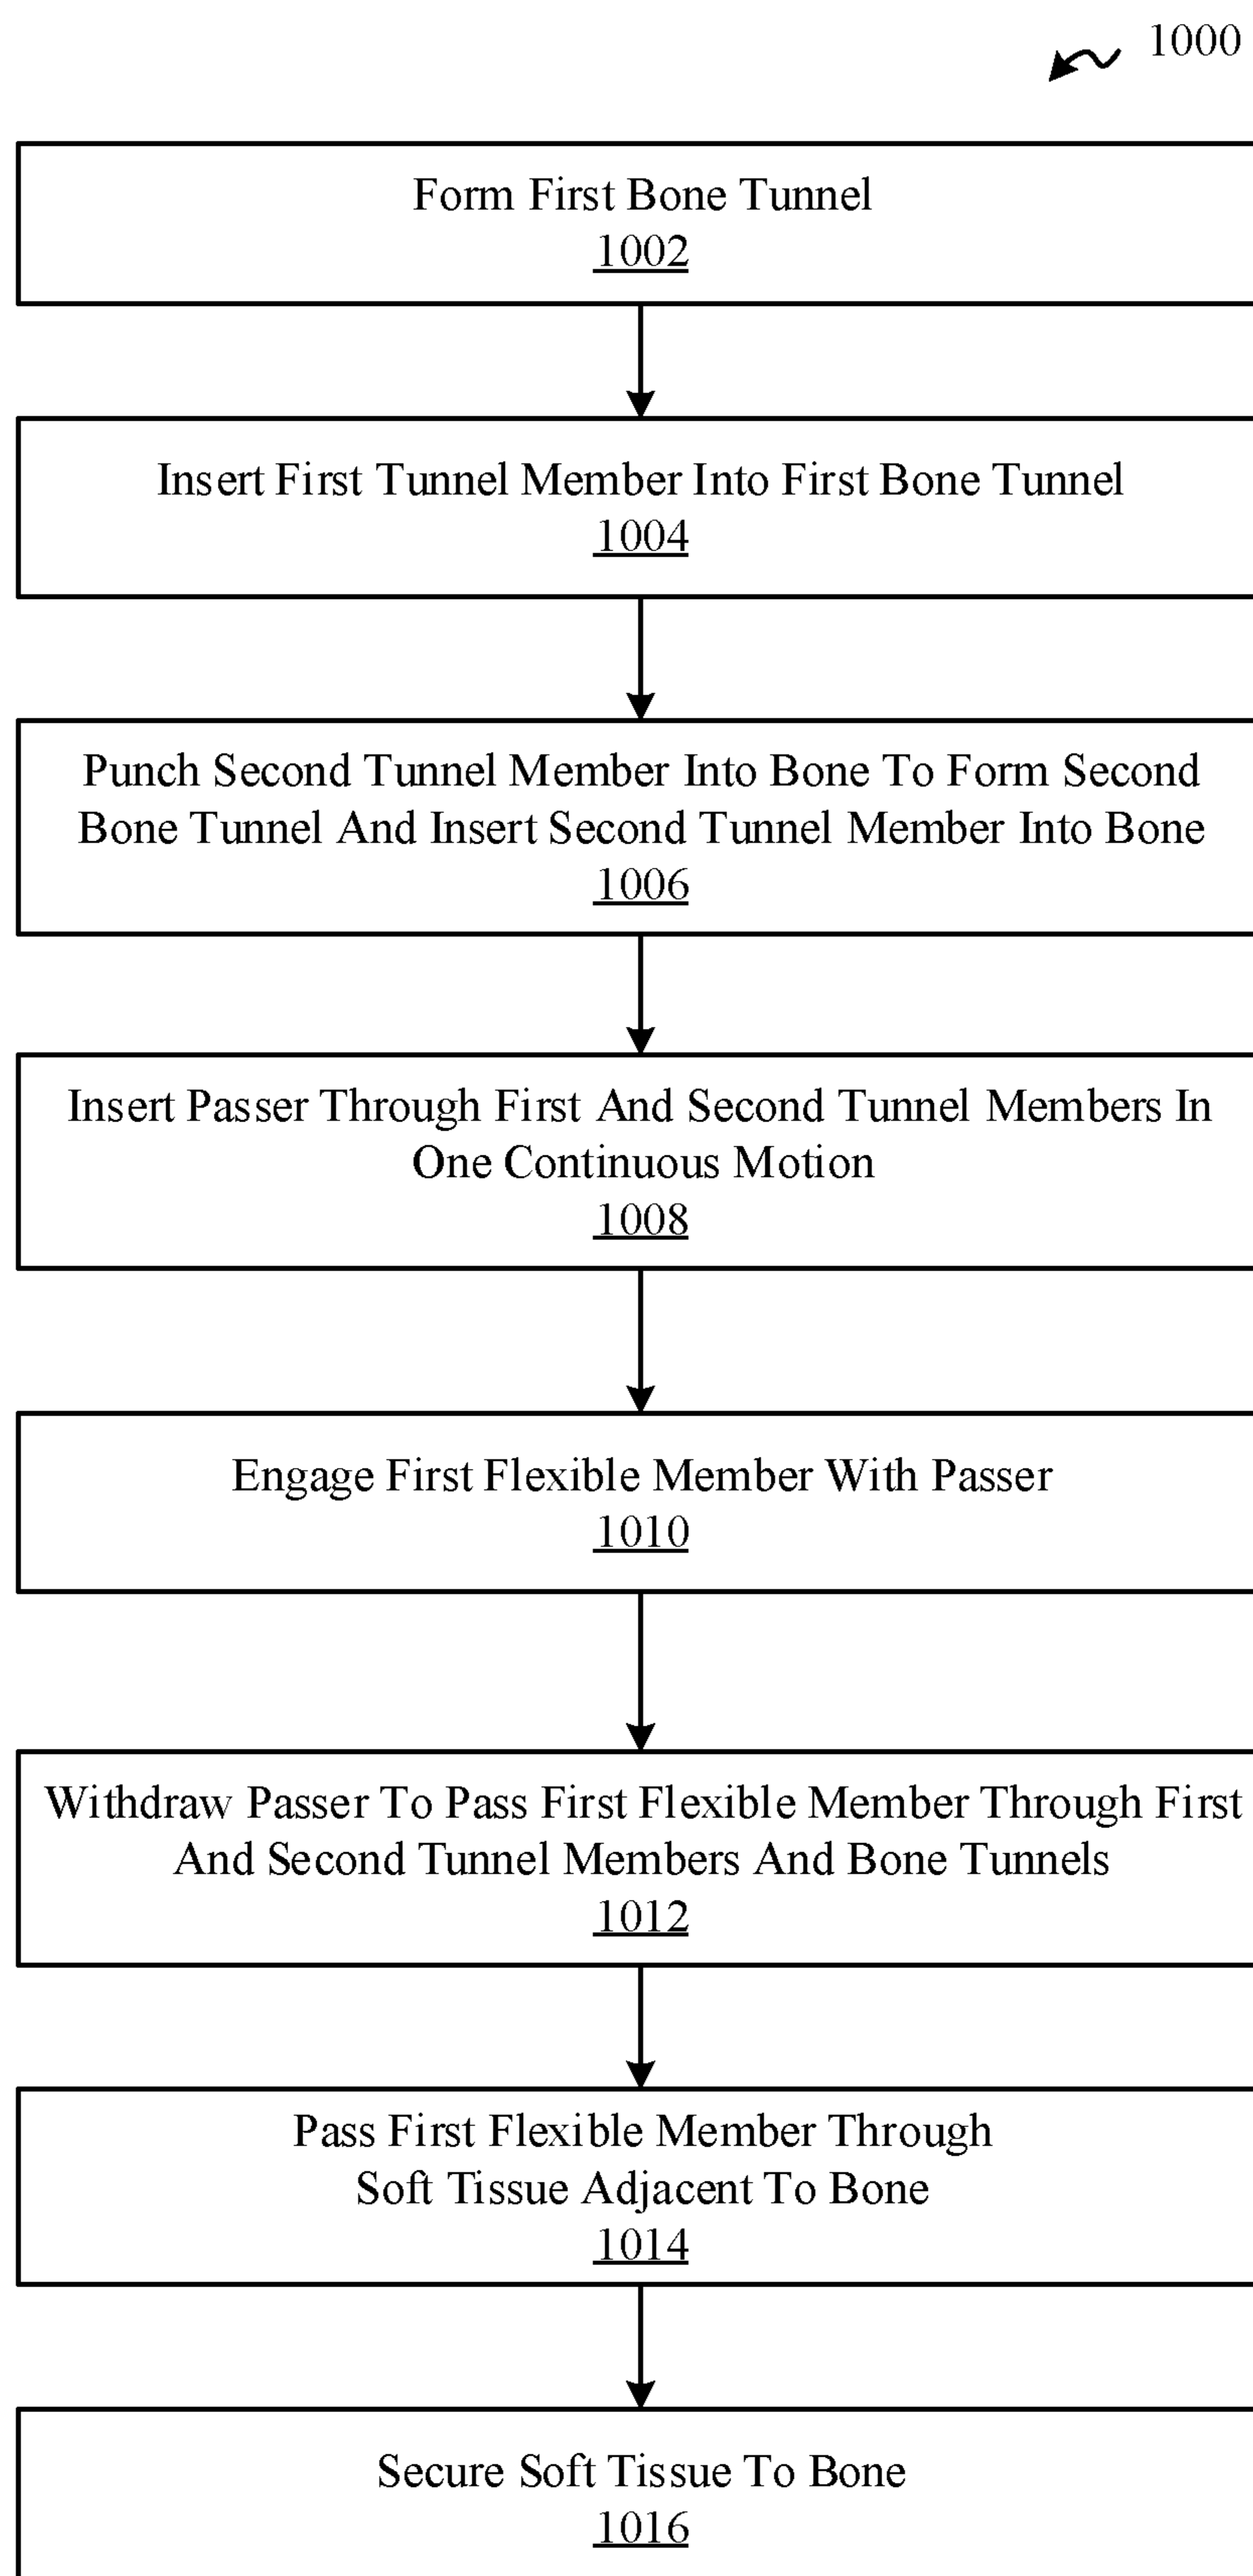 1000
Form First Bone Tunnel
1002
Insert First Tunnel Member Into First Bone Tunnel
1004
Punch Second Tunnel Member Into Bone To Form Second
Bone Tunnel And Insert Second Tunnel Member Into Bone
1006
Insert Passer Through First And Second Tunnel Members In
One Continuous Motion
1008
Engage First Flexible Member With Passer
1010
Withdraw Passer To Pass First Flexible Member Through First
And Second Tunnel Members And Bone Tunnels
1012
Pass First Flexible Member Through
Soft Tissue Adjacent To Bone
1014
Secure Soft Tissue To Bone
1016